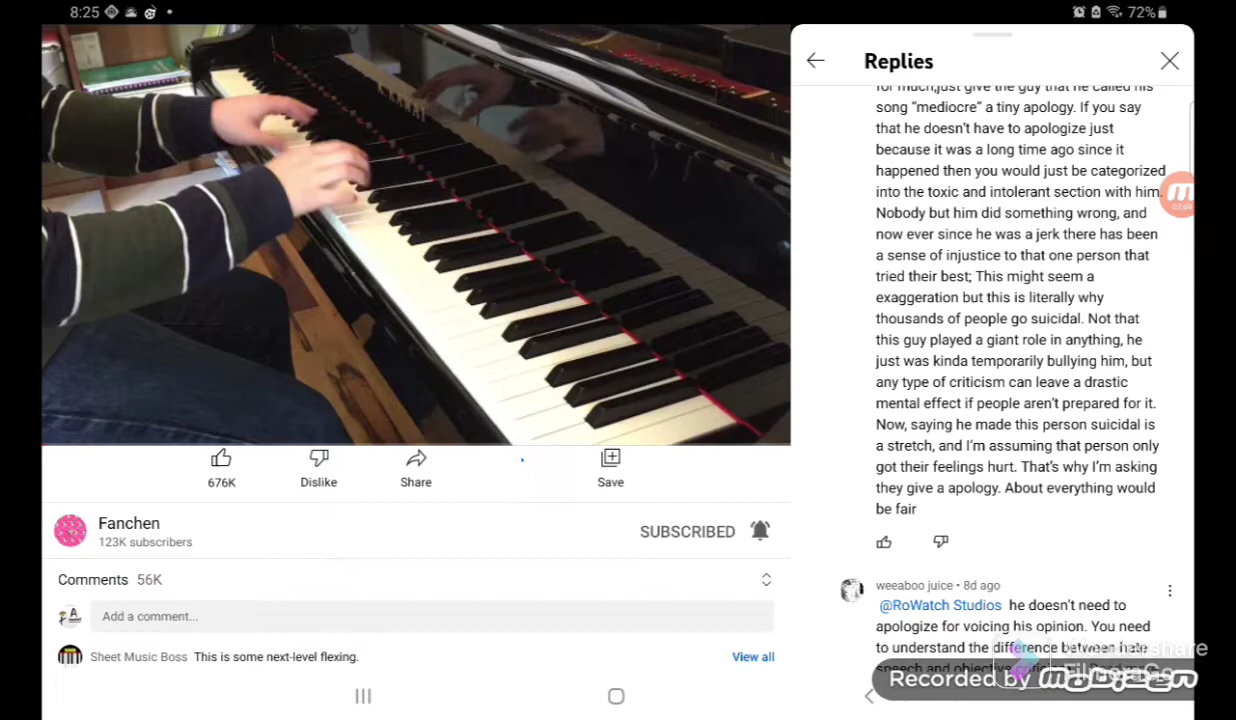 8:25
72%
Replies
for much,just give the guy that he called his
song “mediocre” a tiny apology. If you say
that he doesn’t have to apologize just
because it was a long time ago since it
happened then you would just be categorized
into the toxic and intolerant section with him.
Nobody but him did something wrong, and
now ever since he was a jerk there has been
a sense of injustice to that one person that
tried their best; This might seem a
exaggeration but this is literally why
thousands of people go suicidal. Not that
this guy played a giant role in anything, he
just was kinda temporarily bullying him, but
any type of criticism can leave a drastic
mental effect if people aren’t prepared for it.
Now, saying he made this person suicidal is
a stretch, and I’m assuming that person only
got their feelings hurt. That’s why I’m asking
they give a apology. About everything would
be fair
weeaboo juice • 8d ago
@RoWatch Studios he doesn’t need to
apologize for voicing his opinion. You need
to understand the difference between hate
speech and objective
Recorded by MOBIZEN
676K
Dislike
Share
Save
Fanchen
123K subscribers
SUBSCRIBED
Comments 56K
Add a comment...
Sheet Music Boss This is some next-level flexing.
View all